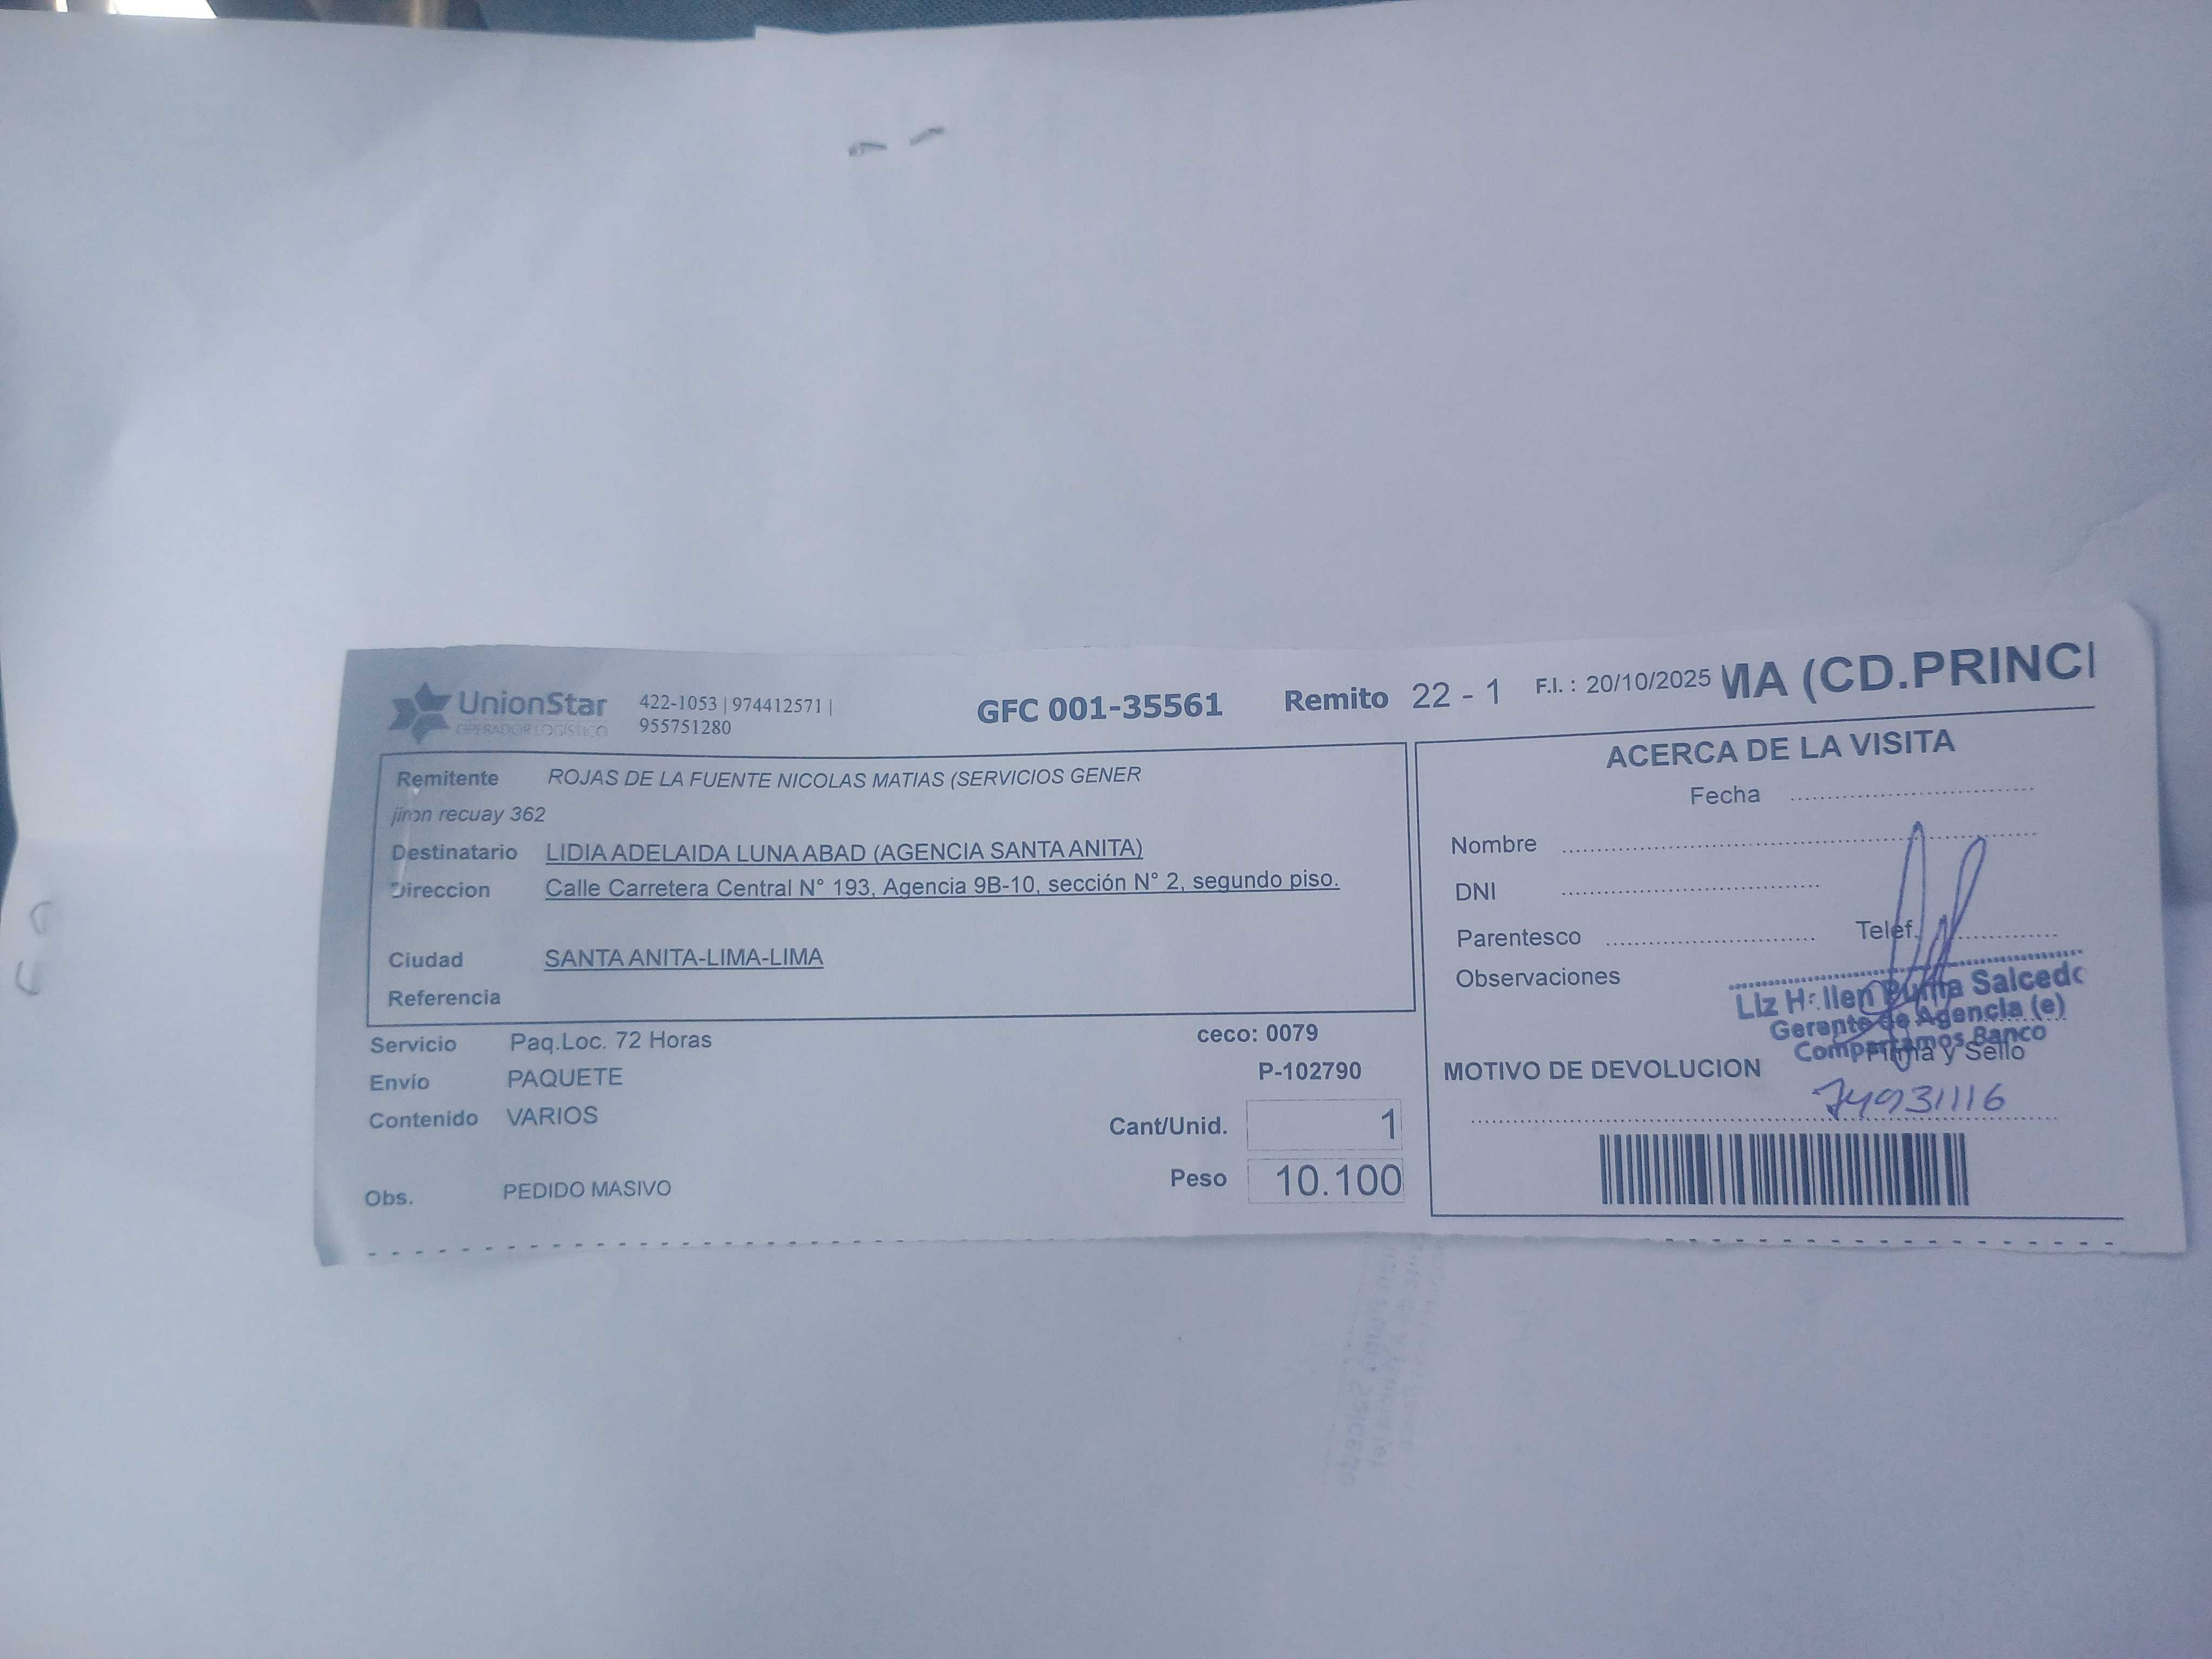 UnionStar
OPERADOR LOGÍSTICO
422-1053 | 974412571 |
955751280
GFC 001-35561
Remito 22 - 1
F.I. : 20/10/2025
MA (CD.PRINCI
Remitente ROJAS DE LA FUENTE NICOLAS MATIAS (SERVICIOS GENER
jiron recuay 362
Destinatario LIDIA ADELAIDA LUNA ABAD (AGENCIA SANTA ANITA)
Direccion Calle Carretera Central N° 193, Agencia 9B-10, sección N° 2, segundo piso.
Ciudad SANTA ANITA-LIMA-LIMA
Referencia
Servicio Paq.Loc. 72 Horas
ceco: 0079
Envío PAQUETE
P-102790
Contenido VARIOS
Cant/Unid. 1
Peso 10.100
Obs. PEDIDO MASIVO
ACERCA DE LA VISITA
Fecha
Nombre
DNI
Parentesco Teléf.
Observaciones
Liz Salcedo
Gerente de Agencia (e)
Compartamos Banco
Firma y Sello
MOTIVO DE DEVOLUCION
74931116